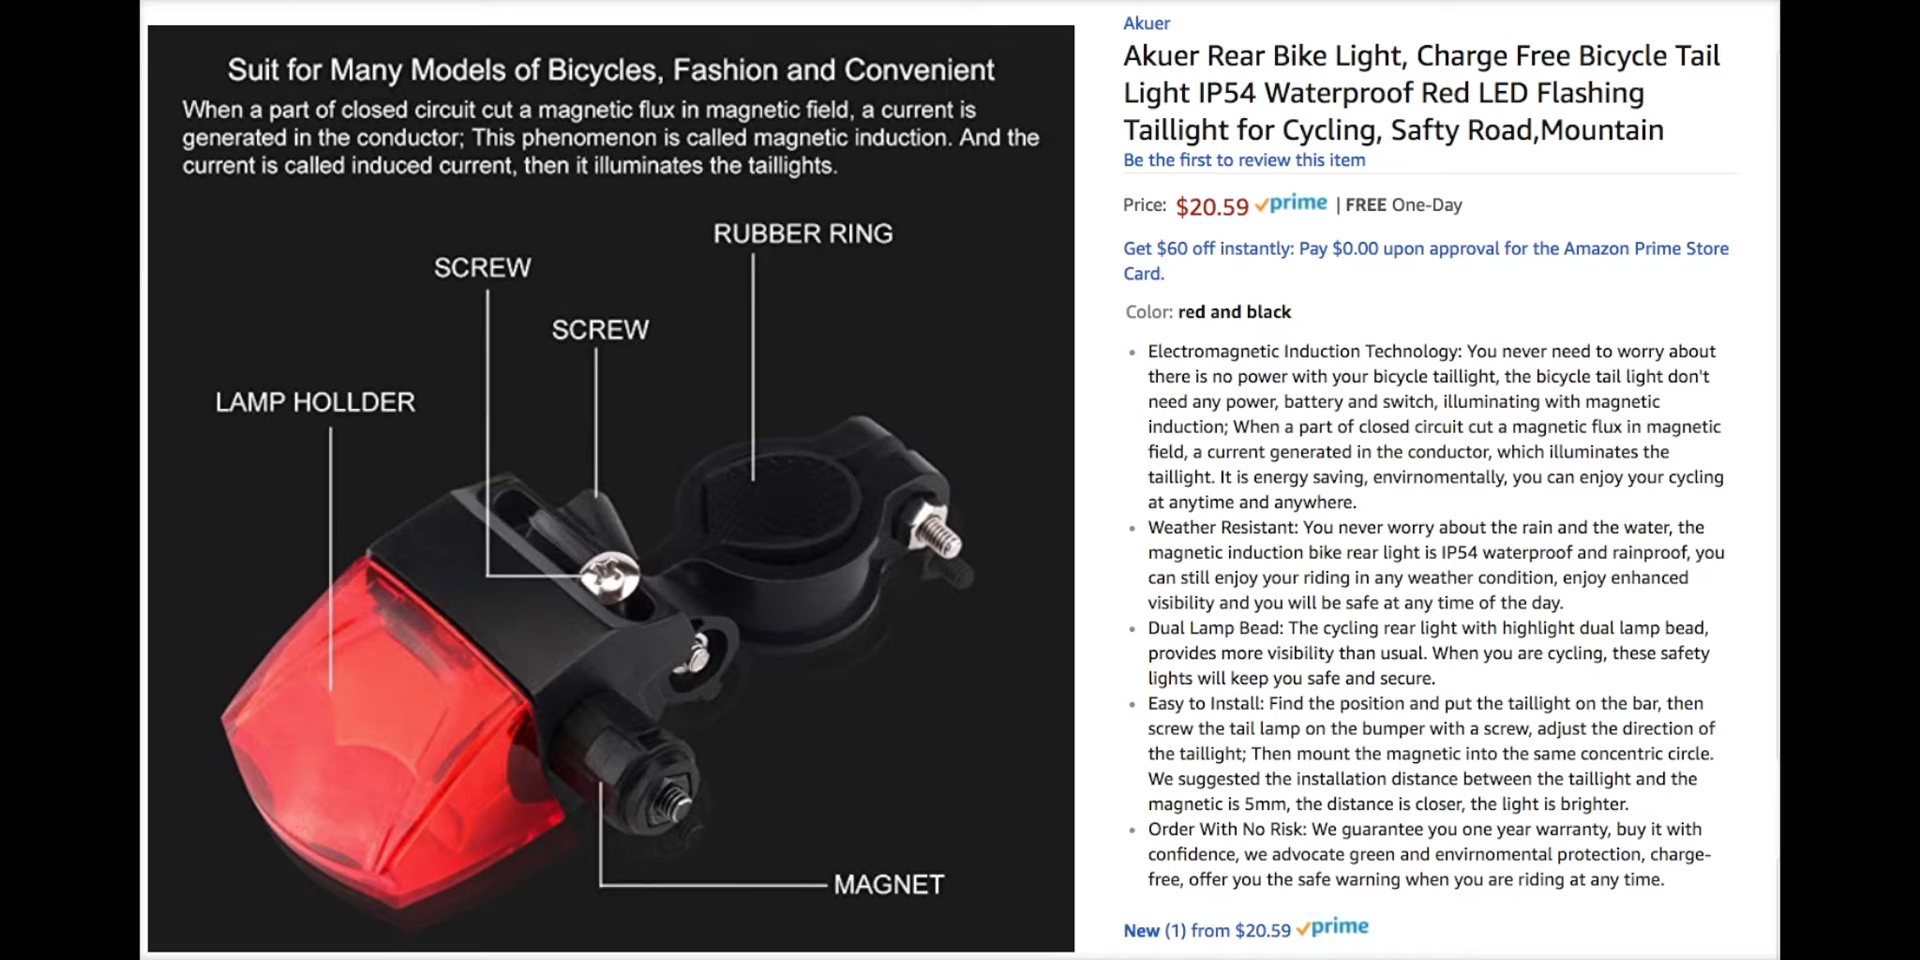 Suit for Many Models of Bicycles, Fashion and Convenient
When a part of closed circuit cut a magnetic flux in magnetic field, a current is
generated in the conductor; This phenomenon is called magnetic induction. And the
current is called induced current, then it illuminates the taillights.
RUBBER RING
SCREW
SCREW
LAMP HOLLDER
MAGNET
Akuer
Akuer Rear Bike Light, Charge Free Bicycle Tail
Light IP54 Waterproof Red LED Flashing
Taillight for Cycling, Safty Road,Mountain
Be the first to review this item
Price: $20.59 prime | FREE One-Day
Get $60 off instantly: Pay $0.00 upon approval for the Amazon Prime Store
Card.
Color: red and black
• Electromagnetic Induction Technology: You never need to worry about
there is no power with your bicycle taillight, the bicycle tail light don't
need any power, battery and switch, illuminating with magnetic
induction; When a part of closed circuit cut a magnetic flux in magnetic
field, a current generated in the conductor, which illuminates the
taillight. It is energy saving, envirnomentally, you can enjoy your cycling
at anytime and anywhere.
• Weather Resistant: You never worry about the rain and the water, the
magnetic induction bike rear light is IP54 waterproof and rainproof, you
can still enjoy your riding in any weather condition, enjoy enhanced
visibility and you will be safe at any time of the day.
• Dual Lamp Bead: The cycling rear light with highlight dual lamp bead,
provides more visibility than usual. When you are cycling, these safety
lights will keep you safe and secure.
• Easy to Install: Find the position and put the taillight on the bar, then
screw the tail lamp on the bumper with a screw, adjust the direction of
the taillight; Then mount the magnetic into the same concentric circle.
We suggested the installation distance between the taillight and the
magnetic is 5mm, the distance is closer, the light is brighter.
• Order With No Risk: We guarantee you one year warranty, buy it with
confidence, we advocate green and envirnomental protection, charge-
free, offer you the safe warning when you are riding at any time.
New (1) from $20.59 prime